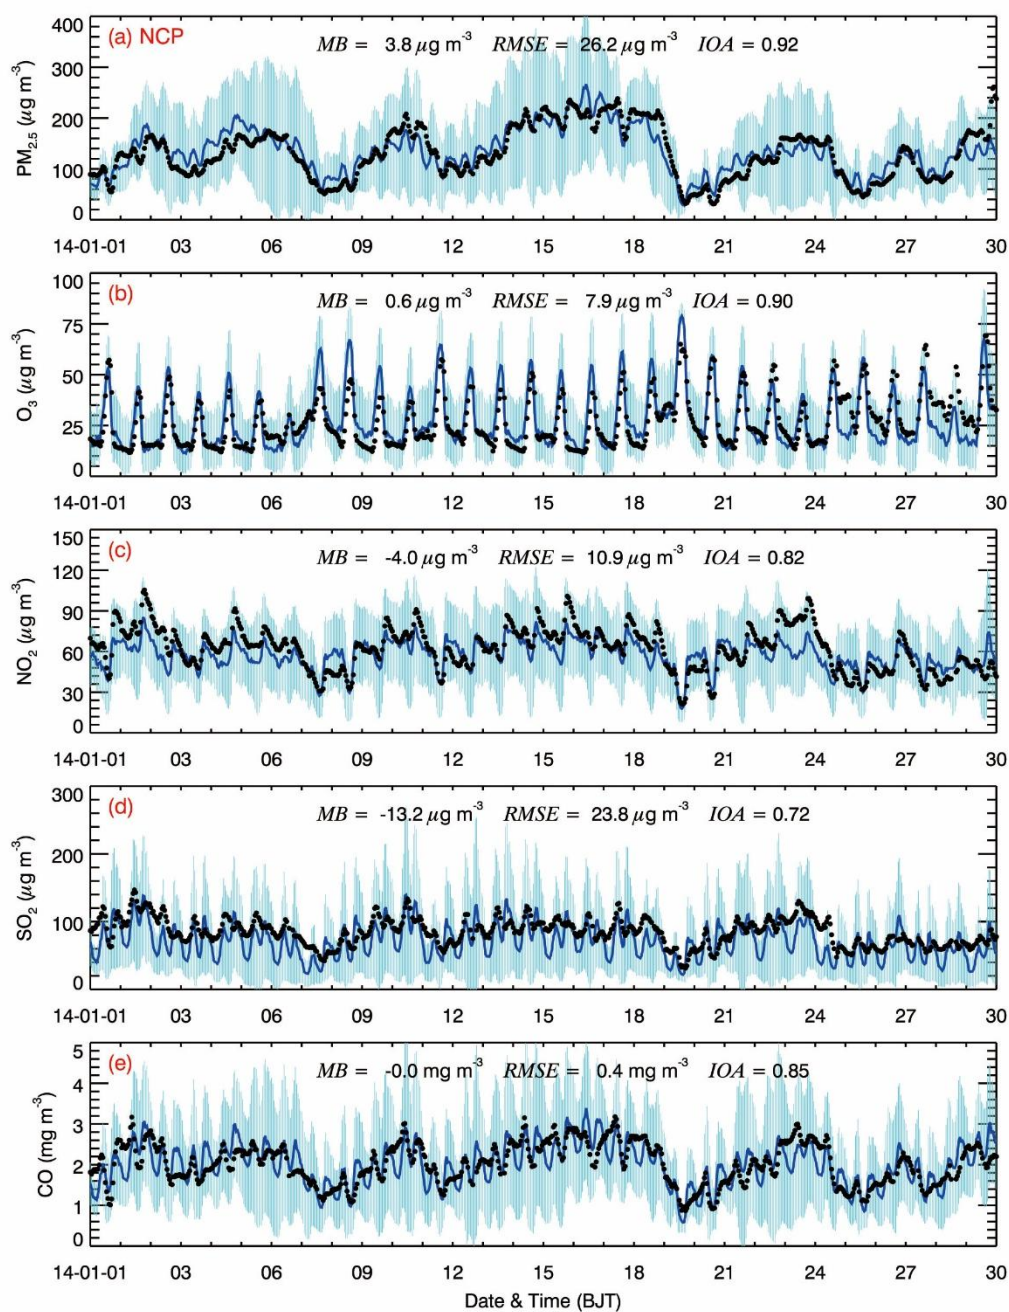 (a) NCP MB = 3.8 μg m⁻³ RMSE = 26.2 μg m⁻³ IOA = 0.92
PM₂.₅ (μg m⁻³)
400
300
200
100
0
14-01-01 03 06 09 12 15 18 21 24 27 30
(b) MB = 0.6 μg m⁻³ RMSE = 7.9 μg m⁻³ IOA = 0.90
O₃ (μg m⁻³)
100
75
50
25
0
14-01-01 03 06 09 12 15 18 21 24 27 30
(c) MB = -4.0 μg m⁻³ RMSE = 10.9 μg m⁻³ IOA = 0.82
NO₂ (μg m⁻³)
150
120
90
60
30
0
14-01-01 03 06 09 12 15 18 21 24 27 30
(d) MB = -13.2 μg m⁻³ RMSE = 23.8 μg m⁻³ IOA = 0.72
SO₂ (μg m⁻³)
300
200
100
0
14-01-01 03 06 09 12 15 18 21 24 27 30
(e) MB = -0.0 mg m⁻³ RMSE = 0.4 mg m⁻³ IOA = 0.85
CO (mg m⁻³)
5
4
3
2
1
0
14-01-01 03 06 09 12 15 18 21 24 27 30
Date & Time (BJT)